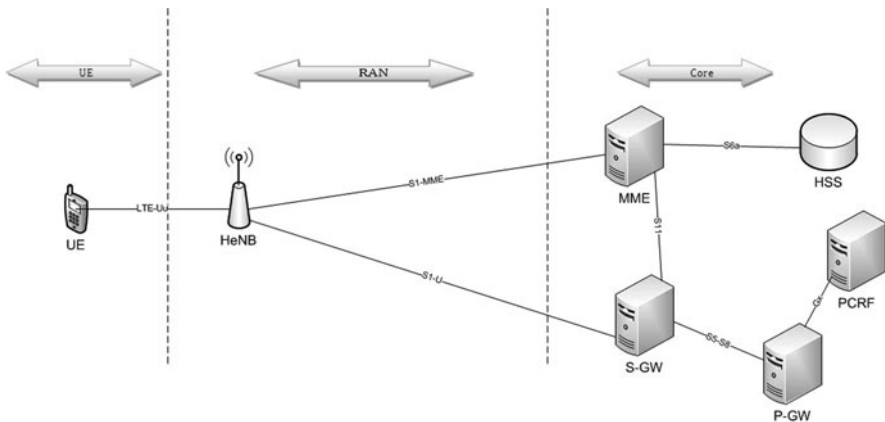 UE
RAN
Core
S6a
S1-MME
MME
HSS
LTE-Uu
UE
HeNB
S11
S1-U
Gx
PCRF
S5-S8
S-GW
P-GW